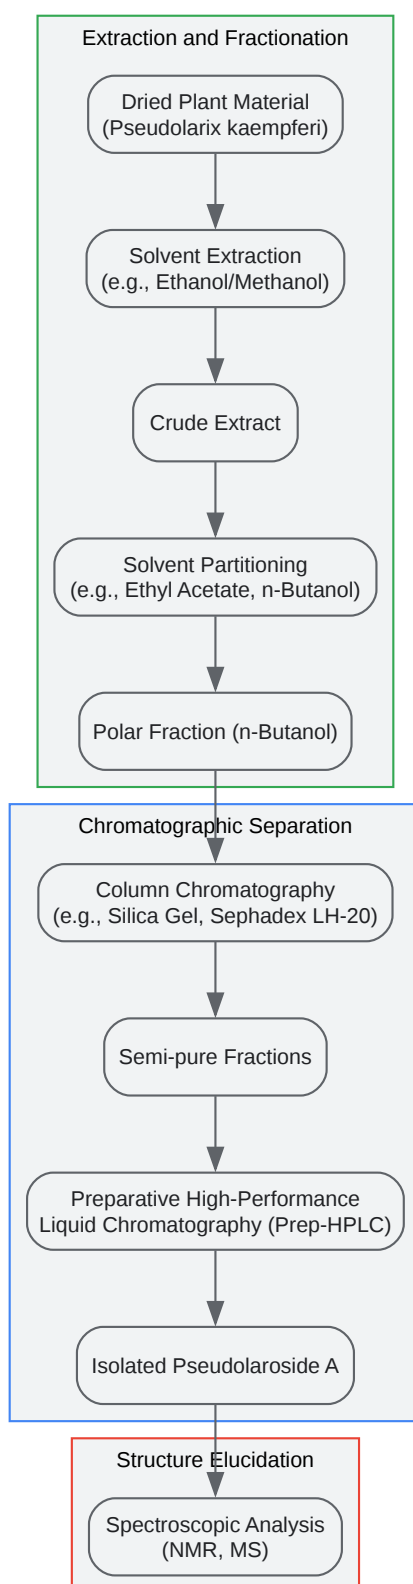 Extraction and Fractionation
Dried Plant Material
(Pseudolarix kaempferi)
Solvent Extraction
(e.g., Ethanol/Methanol)
Crude Extract
Solvent Partitioning
(e.g., Ethyl Acetate, n-Butanol)
Polar Fraction (n-Butanol)
Chromatographic Separation
Column Chromatography
(e.g., Silica Gel, Sephadex LH-20)
Semi-pure Fractions
Preparative High-Performance
Liquid Chromatography (Prep-HPLC)
Isolated Pseudolaroside A
Structure Elucidation
Spectroscopic Analysis
(NMR, MS)